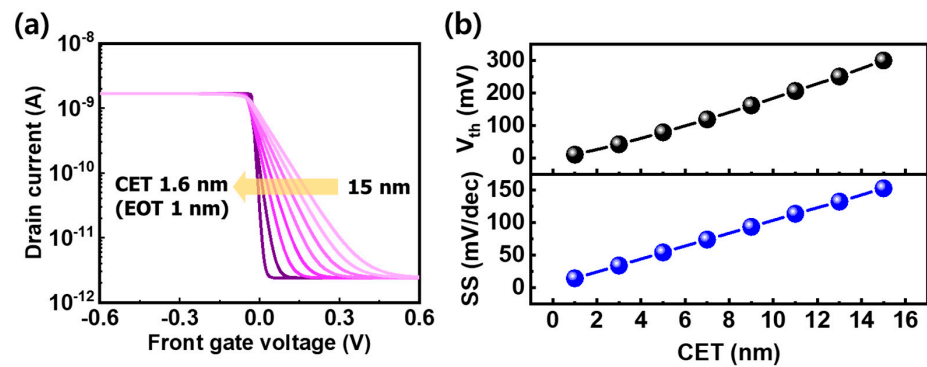 (a)
10⁻⁸
10⁻⁹
10⁻¹⁰
10⁻¹¹
10⁻¹²
Drain current (A)
CET 1.6 nm
(EOT 1 nm)
15 nm
-0.6
-0.3
0.0
0.3
0.6
Front gate voltage (V)
(b)
300
200
100
0
V_th (mV)
150
100
50
0
SS (mV/dec)
0
2
4
6
8
10
12
14
16
CET (nm)